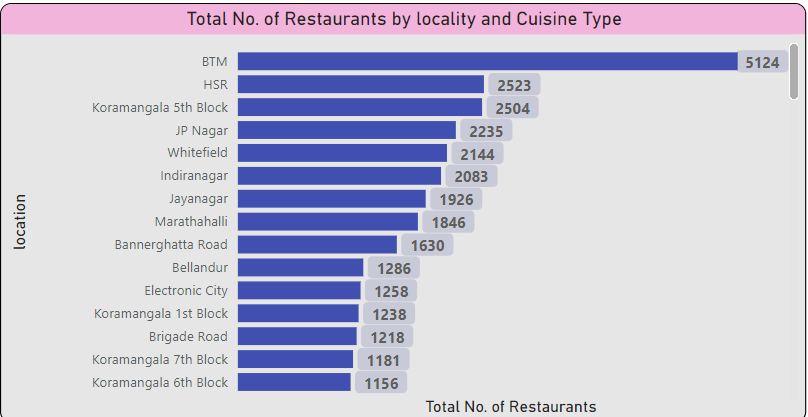 Total No. of Restaurants by locality and Cuisine Type
location
BTM 5124
HSR 2523
Koramangala 5th Block 2504
JP Nagar 2235
Whitefield 2144
Indiranagar 2083
Jayanagar 1926
Marathahalli 1846
Bannerghatta Road 1630
Bellandur 1286
Electronic City 1258
Koramangala 1st Block 1238
Brigade Road 1218
Koramangala 7th Block 1181
Koramangala 6th Block 1156
Total No. of Restaurants